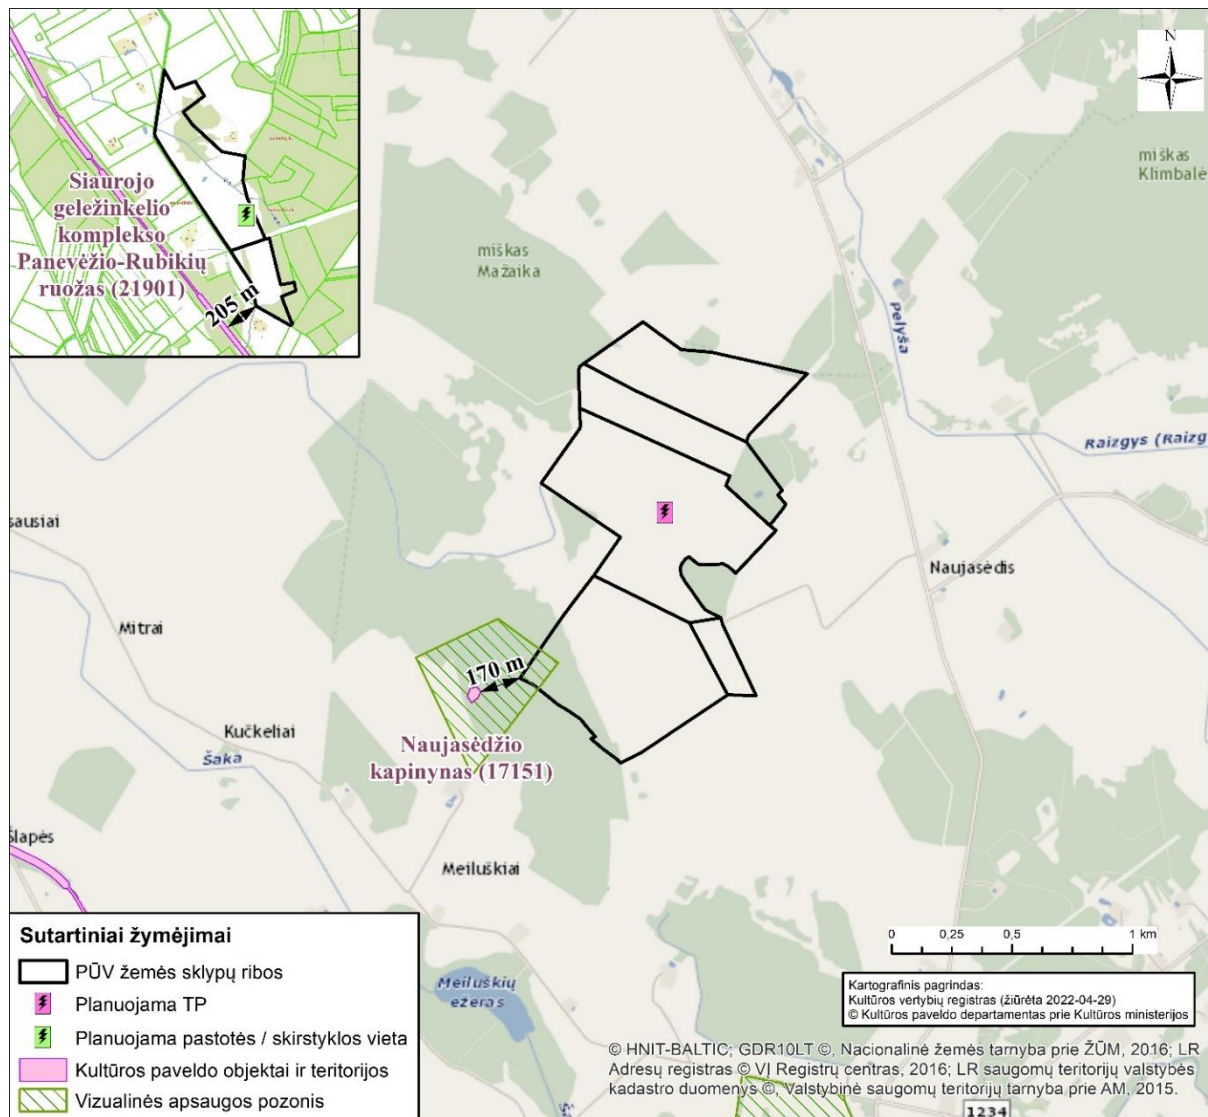 Siaurojo
geležinkelio
komplekso
Panevėžio-Rubikių
ruožas (21901)
205 m
N
miškas
Klimbalė
miškas
Mažaika
Pelyša
Raizgys (Raizg
sausiai
Naujasėdis
Mitrai
170 m
Kučkeliai
Naujasėdžio
kapinynas (17151)
Šaka
Šlapės
Meiluškiai
Meiluškių
ežeras
0 0,25 0,5 1 km
Sutartiniai žymėjimai
PŪV žemės sklypų ribos
Planuojama TP
Planuojama pastotės / skirstyklos vieta
Kultūros paveldo objektai ir teritorijos
Vizualinės apsaugos pozonis
Kartografinis pagrindas:
Kultūros vertybių registras (žiūrėta 2022-04-29)
© Kultūros paveldo departamentas prie Kultūros ministerijos
© HNIT-BALTIC; GDR10LT ©, Nacionalinė žemės tarnyba prie ŽŪM, 2016; LR
Adresų registras © VĮ Registrų centras, 2016; LR saugomų teritorijų valstybės
kadastro duomenys ©, Valstybinė saugomų teritorijų tarnyba prie AM, 2015.
1234